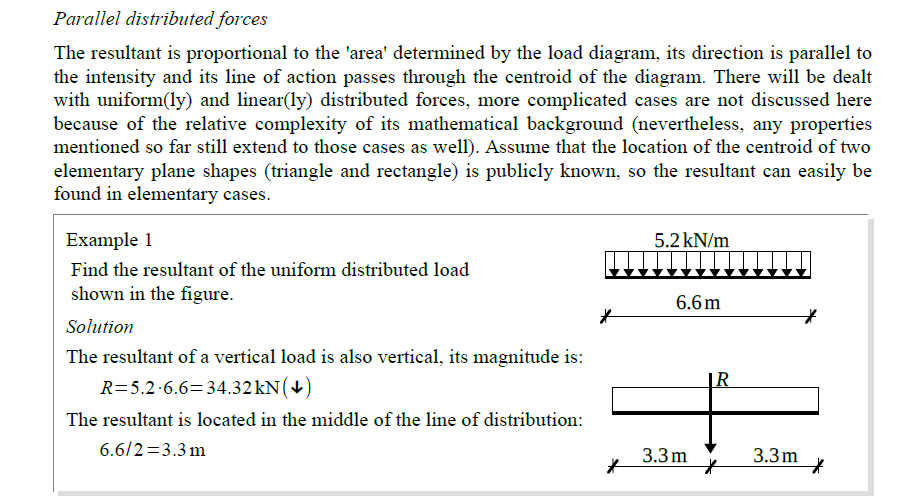 Parallel distributed forces
The resultant is proportional to the 'area' determined by the load diagram, its direction is parallel to
the intensity and its line of action passes through the centroid of the diagram. There will be dealt
with uniform(ly) and linear(ly) distributed forces, more complicated cases are not discussed here
because of the relative complexity of its mathematical background (nevertheless, any properties
mentioned so far still extend to those cases as well). Assume that the location of the centroid of two
elementary plane shapes (triangle and rectangle) is publicly known, so the resultant can easily be
found in elementary cases.
Example 1
Find the resultant of the uniform distributed load
shown in the figure.
Solution
The resultant of a vertical load is also vertical, its magnitude is:
R=5.2·6.6=34.32 kN(↓)
The resultant is located in the middle of the line of distribution:
6.6/2=3.3 m
5.2 kN/m
6.6 m
R
3.3 m
3.3 m